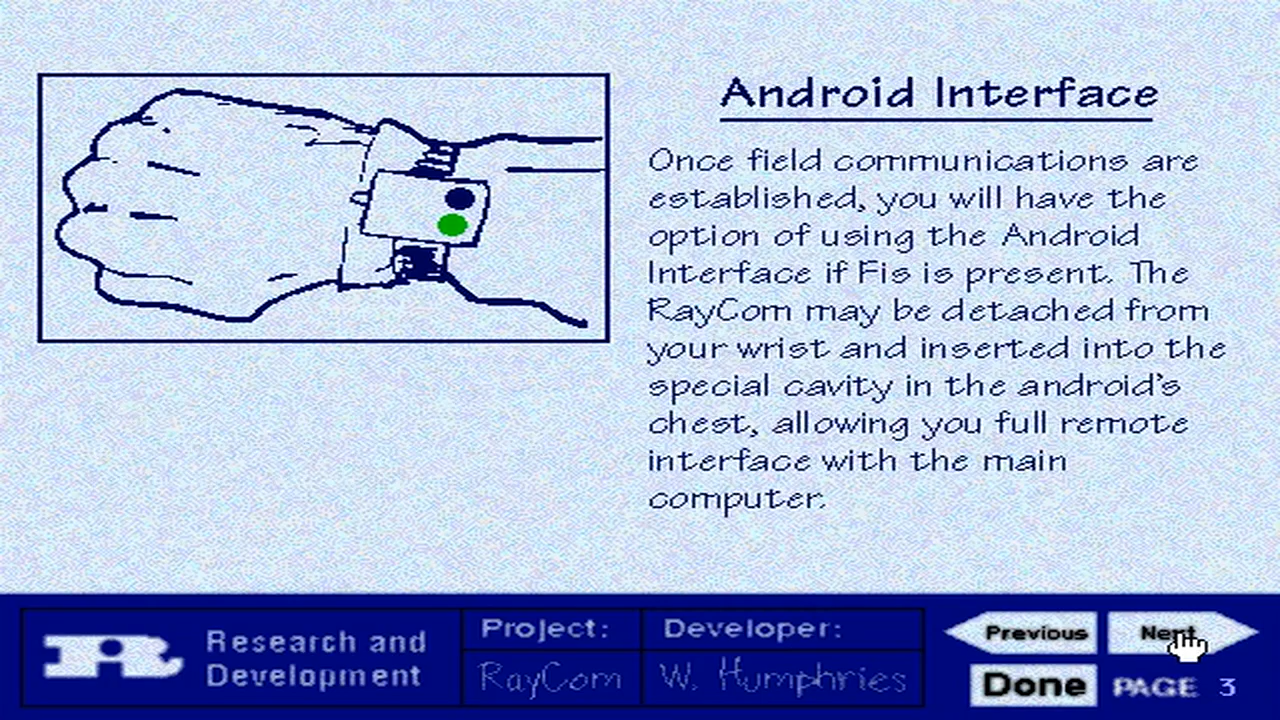 Android Interface
Once field communications are
established, you will have the
option of using the Android
Interface if Fis is present. The
RayCom may be detached from
your wrist and inserted into the
special cavity in the android's
chest, allowing you full remote
interface with the main
computer.
Research and
Development
Project:
RayCom
Developer:
W. Humphries
Previous
Next
Done
PAGE 3